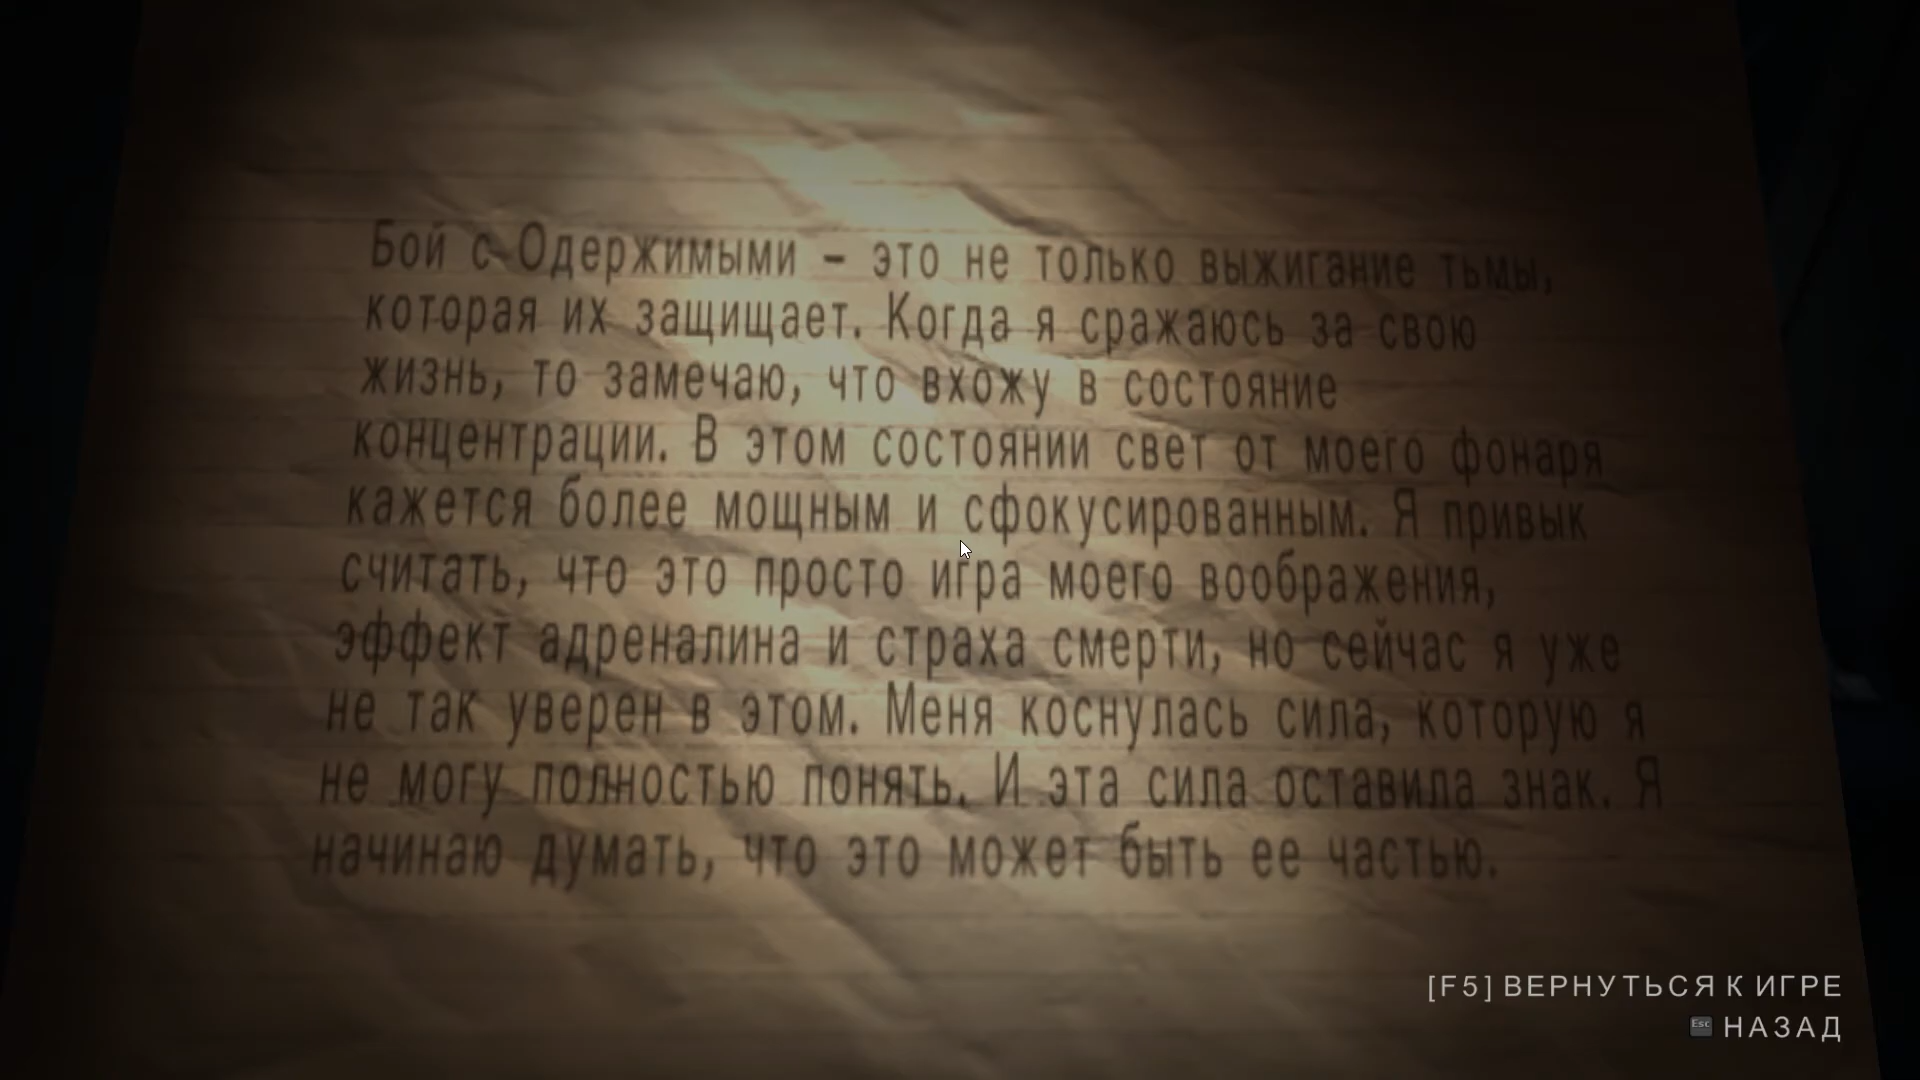 Бой с Одержимыми – это не только выжигание тьмы,
которая их защищает. Когда я сражаюсь за свою
жизнь, то замечаю, что вхожу в состояние
концентрации. В этом состоянии свет от моего фонаря
кажется более мощным и сфокусированным. Я привык
считать, что это просто игра моего воображения,
эффект адреналина и страха смерти, но сейчас я уже
не так уверен в этом. Меня коснулась сила, которую я
не могу полностью понять. И эта сила оставила знак. Я
начинаю думать, что это может быть ее частью.
[F5] ВЕРНУТЬСЯ К ИГРЕ
Esc НАЗАД